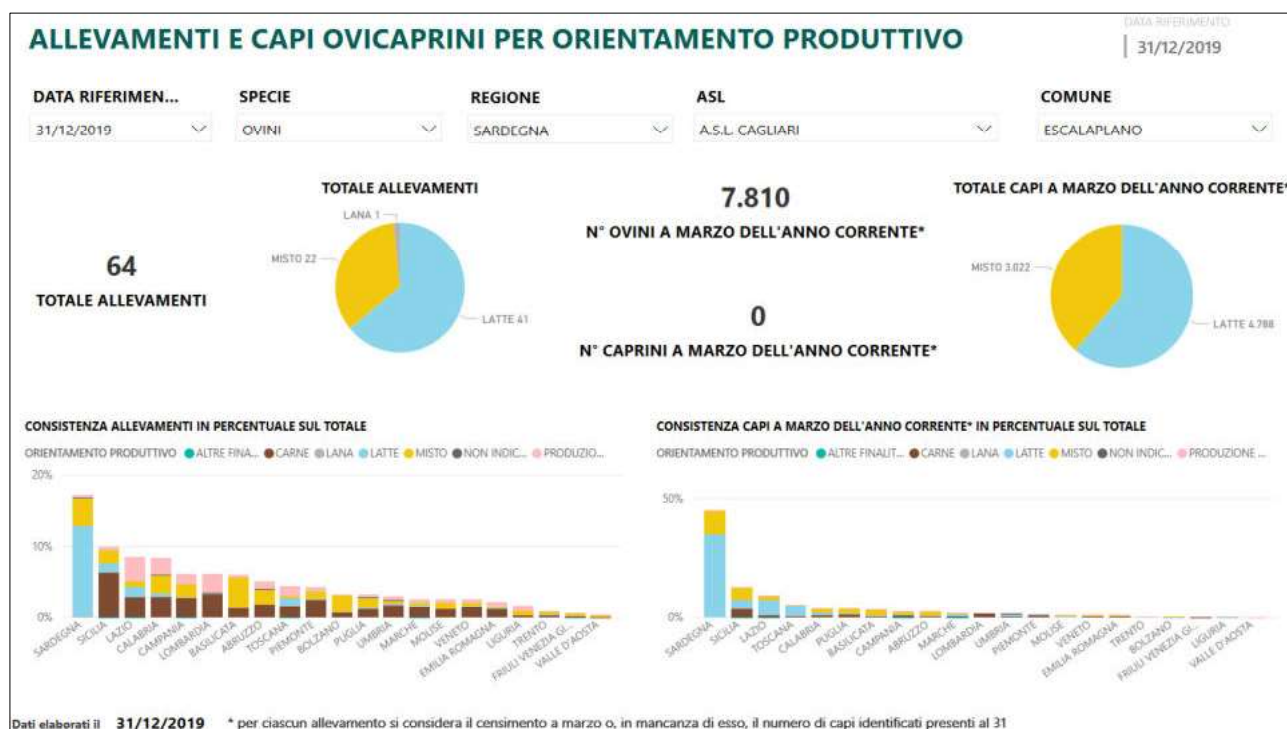 DATA RIFERIMENTO
ALLEVAMENTI E CAPI OVICAPRINI PER ORIENTAMENTO PRODUTTIVO
31/12/2019
DATA RIFERIMEN... SPECIE REGIONE ASL COMUNE
31/12/2019 OVINI SARDEGNA A.S.L. CAGLIARI ESCALAPLANO
TOTALE ALLEVAMENTI
LANA 1
MISTO 22
LATTE 41
64
TOTALE ALLEVAMENTI
7.810
N° OVINI A MARZO DELL'ANNO CORRENTE*
0
N° CAPRINI A MARZO DELL'ANNO CORRENTE*
TOTALE CAPI A MARZO DELL'ANNO CORRENTE*
MISTO 3.022
LATTE 4.788
CONSISTENZA ALLEVAMENTI IN PERCENTUALE SUL TOTALE
ORIENTAMENTO PRODUTTIVO ALTRE FINA... CARNE LANA LATTE MISTO NON INDIC... PRODUZIO...
20%
10%
0%
SARDEGNA
SICILIA
LAZIO
CALABRIA
CAMPANIA
LOMBARDIA
BASILICATA
ABRUZZO
TOSCANA
PIEMONTE
BOLZANO
PUGLIA
UMBRIA
MARCHE
MOLISE
VENETO
EMILIA ROMAGNA
LIGURIA
TRENTO
FRIULI VENEZIA GI...
VALLE D'AOSTA
CONSISTENZA CAPI A MARZO DELL'ANNO CORRENTE* IN PERCENTUALE SUL TOTALE
ORIENTAMENTO PRODUTTIVO ALTRE FINALIT... CARNE LANA LATTE MISTO NON INDIC... PRODUZIONE ...
50%
0%
SARDEGNA
SICILIA
LAZIO
TOSCANA
CALABRIA
PUGLIA
BASILICATA
CAMPANIA
ABRUZZO
MARCHE
LOMBARDIA
UMBRIA
PIEMONTE
MOLISE
VENETO
EMILIA ROMAGNA
TRENTO
BOLZANO
FRIULI VENEZIA GI...
LIGURIA
VALLE D'AOSTA
Dati elaborati il 31/12/2019 * per ciascun allevamento si considera il censimento a marzo o, in mancanza di esso, il numero di capi identificati presenti al 31